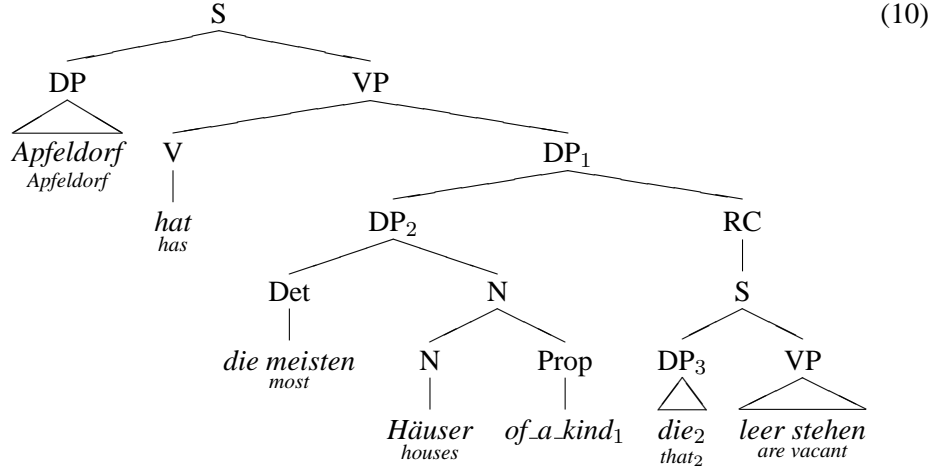 S (10)
DP VP
Apfeldorf V DP₁
Apfeldorf
hat DP₂ RC
has
Det N S
die meisten N Prop DP₃ VP
most
Häuser of_a_kind₁ die₂ leer stehen
houses that₂ are vacant